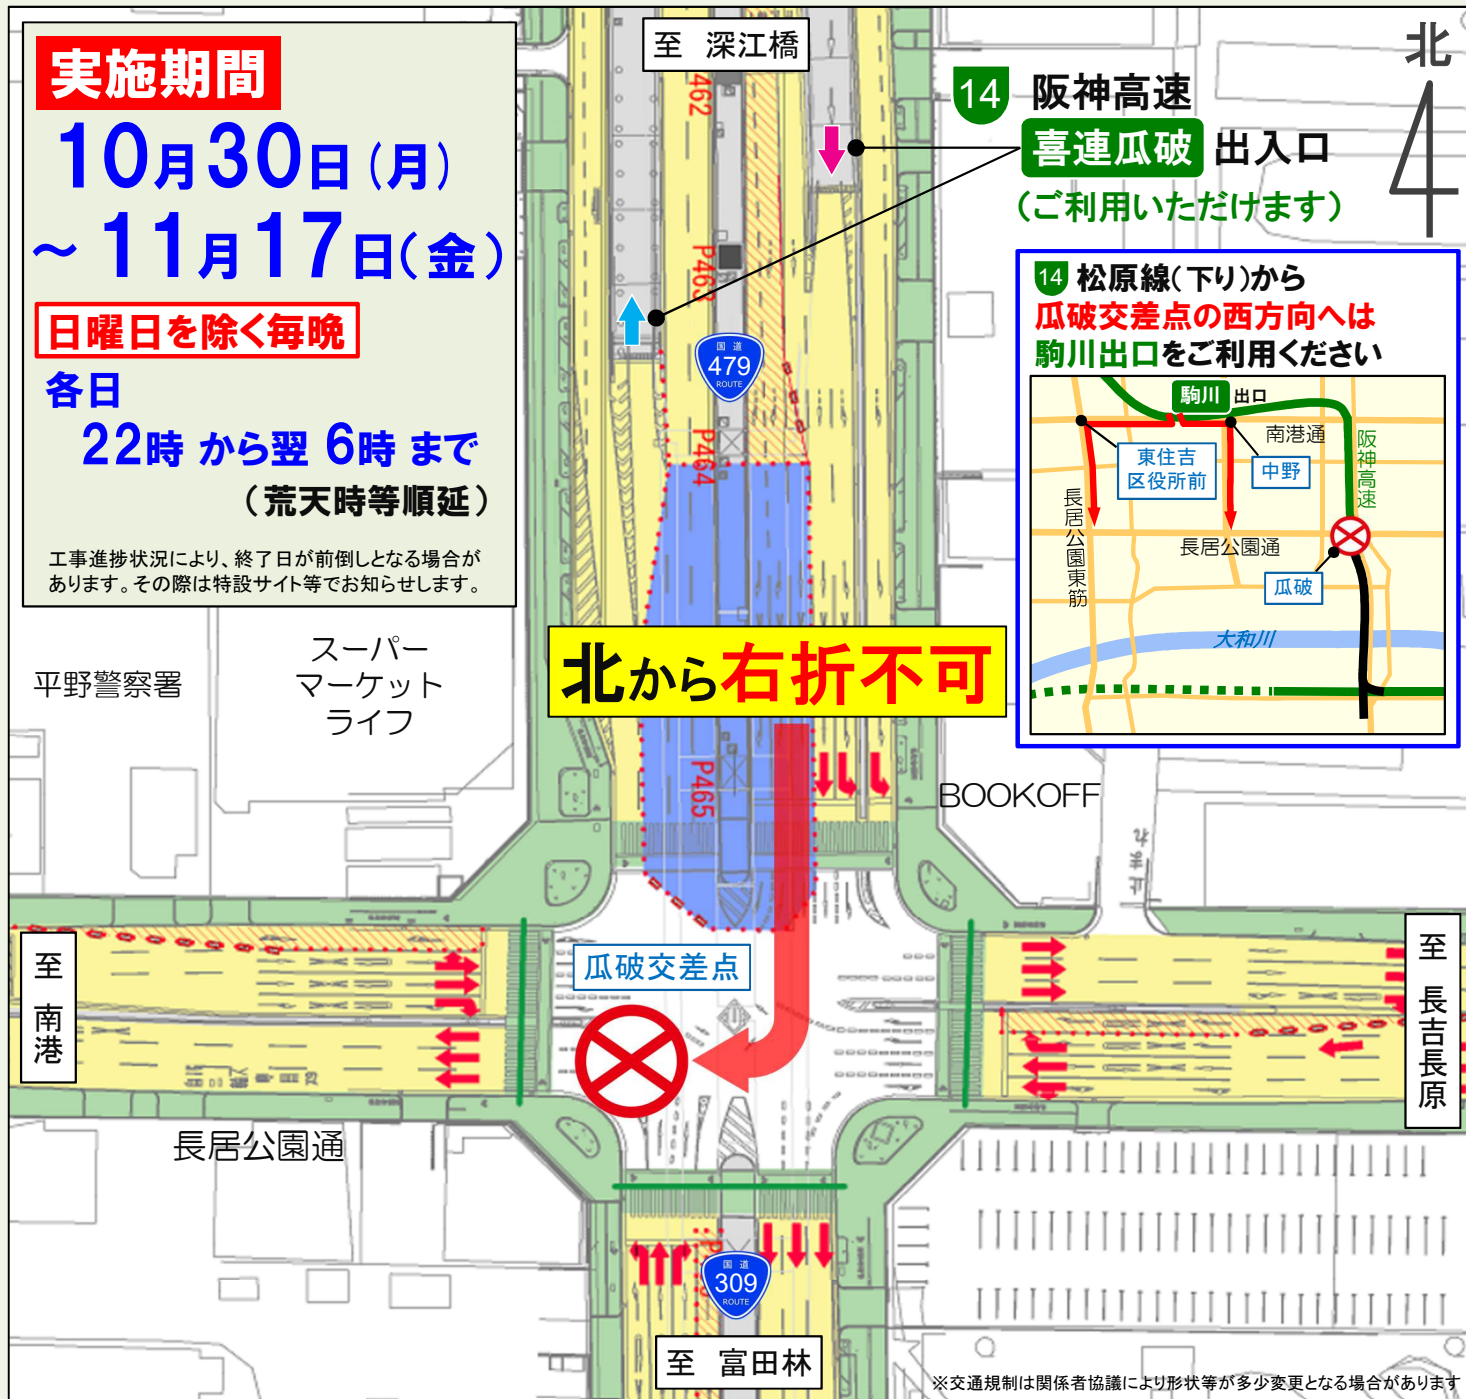 実施期間
10月30日(月)
～11月17日(金)
日曜日を除く毎晩
各日
22時 から翌 6時 まで
(荒天時等順延)
工事進捗状況により、終了日が前倒しとなる場合が
あります。その際は特設サイト等でお知らせします。
至 深江橋
14 阪神高速
喜連瓜破 出入口
(ご利用いただけます)
北
14 松原線(下り)から
瓜破交差点の西方向へは
駒川出口をご利用ください
駒川 出口
南港通
阪神高速
東住吉
区役所前
中野
長居公園東筋
長居公園通
瓜破
大和川
P462
P463
国道
479
ROUTE
P464
北から右折不可
平野警察署
スーパー
マーケット
ライフ
P465
BOOKOFF
瓜破交差点
至 南港
至 長吉長原
長居公園通
国道
309
ROUTE
至 富田林
※交通規制は関係者協議により形状等が多少変更となる場合があります